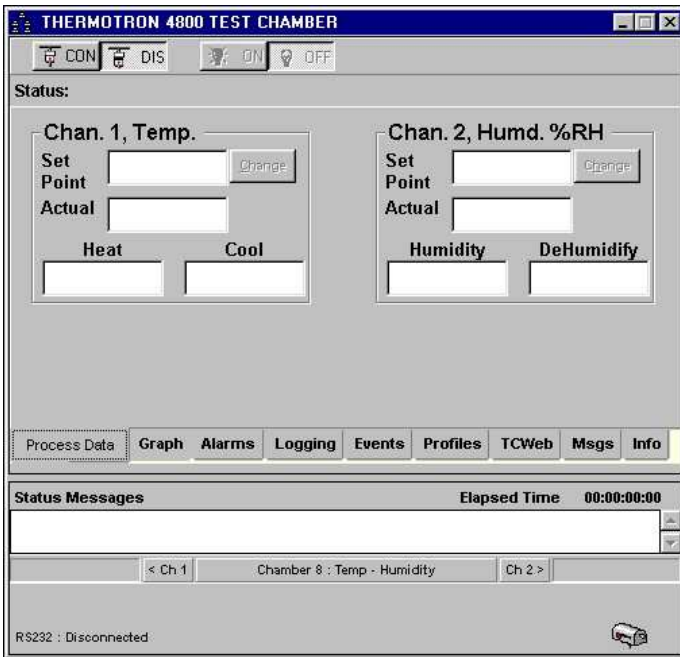 THERMOTRON 4800 TEST CHAMBER
CON DIS ON OFF
Status:
Chan. 1, Temp.
Set Point
Change
Actual
Heat Cool
Chan. 2, Humd. %RH
Set Point
Change
Actual
Humidity DeHumidify
Process Data Graph Alarms Logging Events Profiles TCWeb Msgs Info
Status Messages Elapsed Time 00:00:00:00
< Ch 1 Chamber 8 : Temp - Humidity Ch 2 >
RS232 : Disconnected